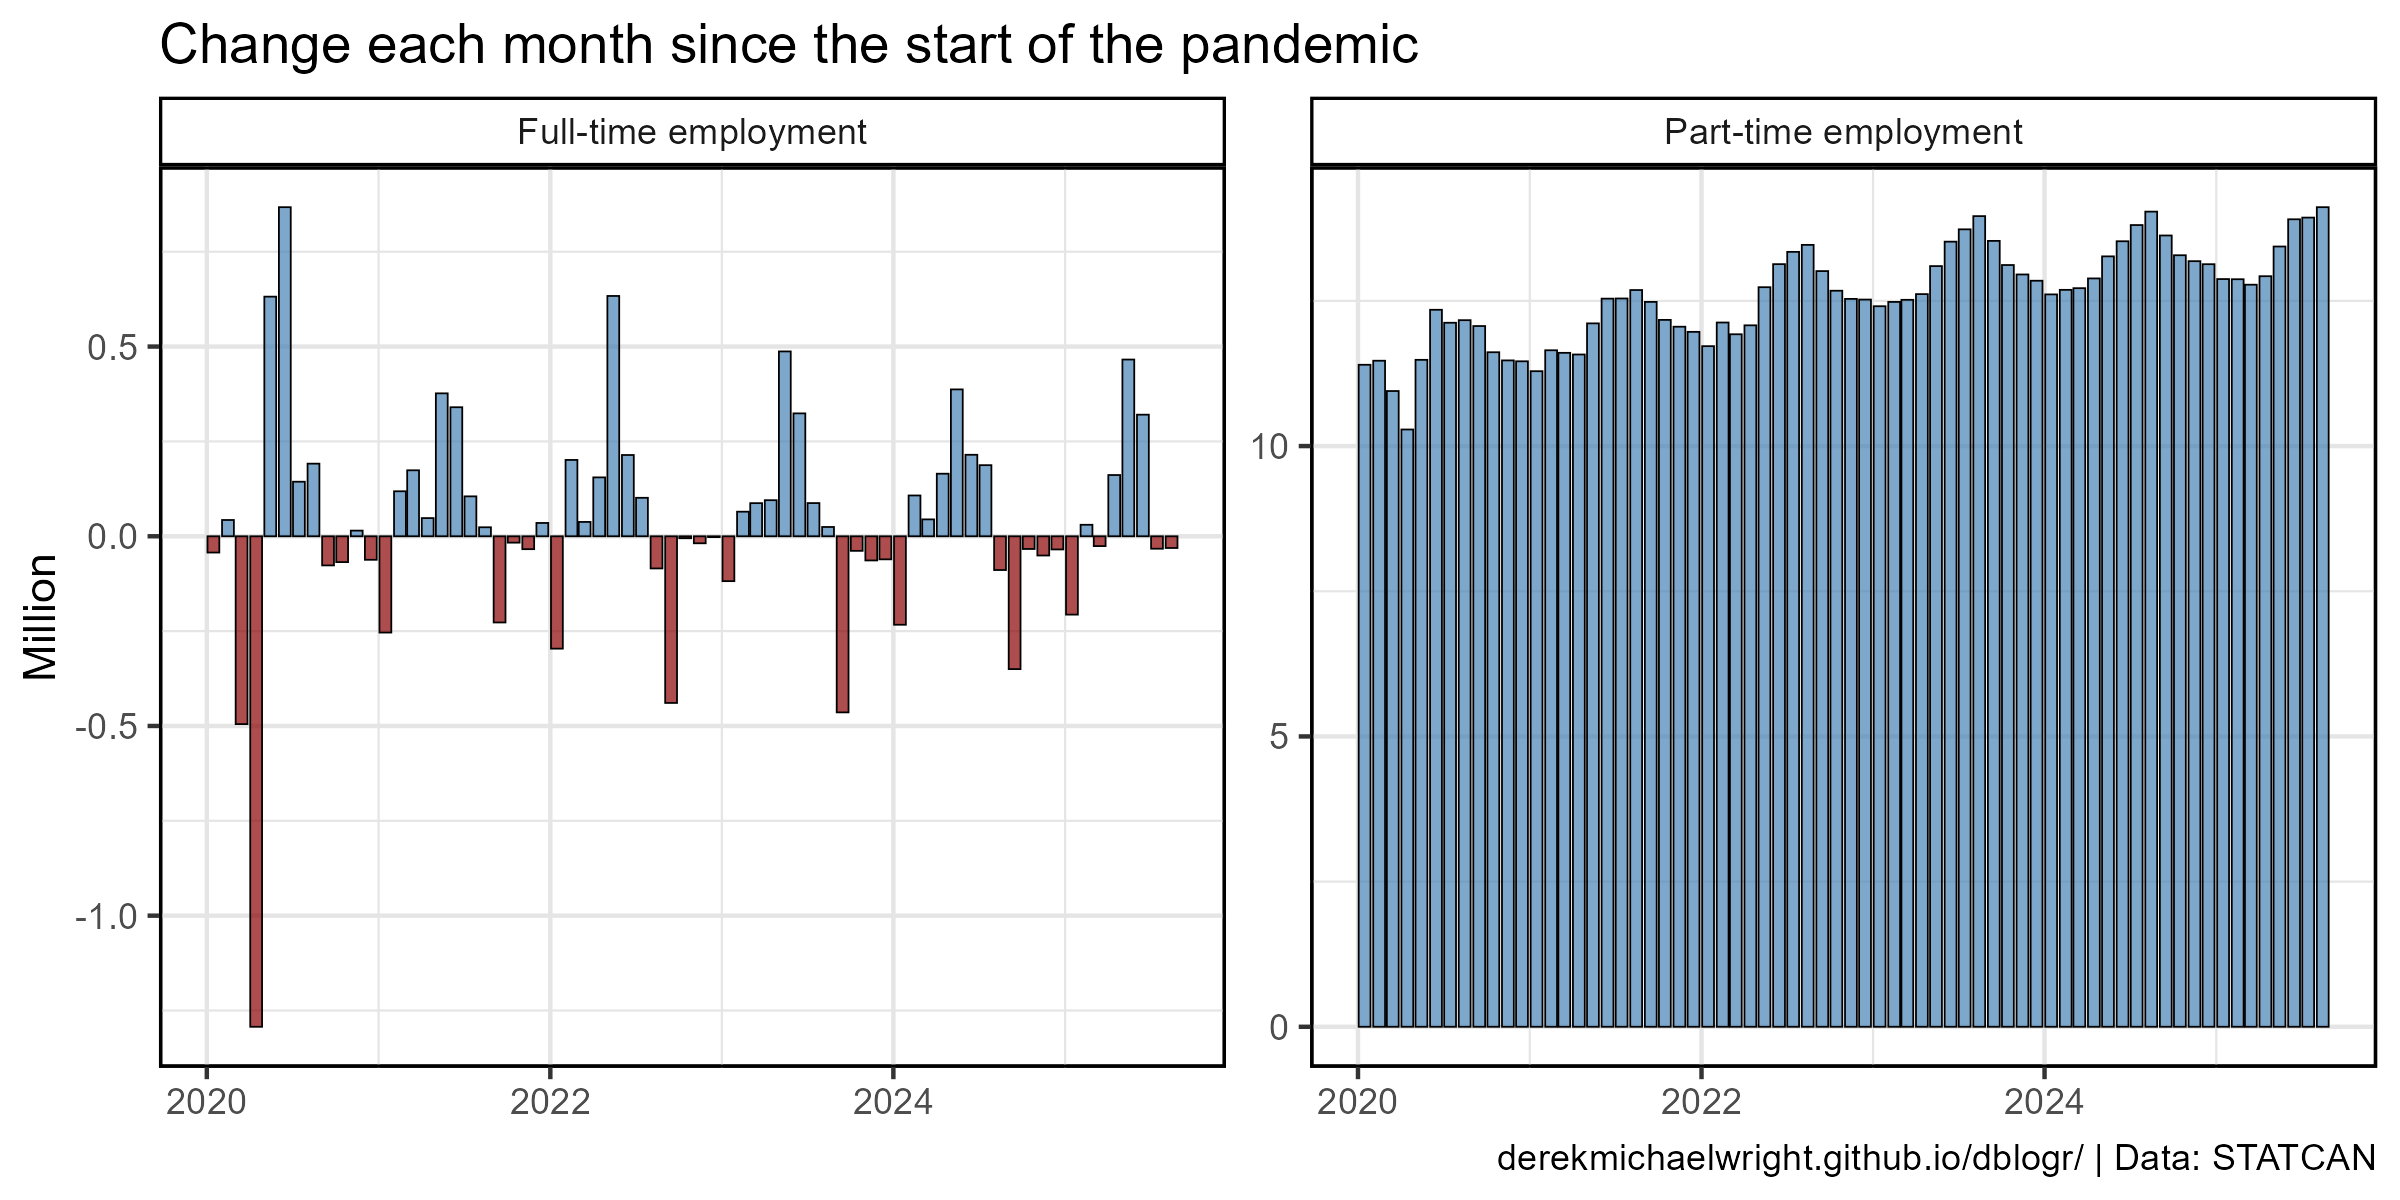 Change each month since the start of the pandemic
Full-time employment
Part-time employment
Million
0.5
0.0
-0.5
-1.0
2020
2022
2024
10
5
0
2020
2022
2024
derekmichaelwright.github.io/dblogr/ | Data: STATCAN